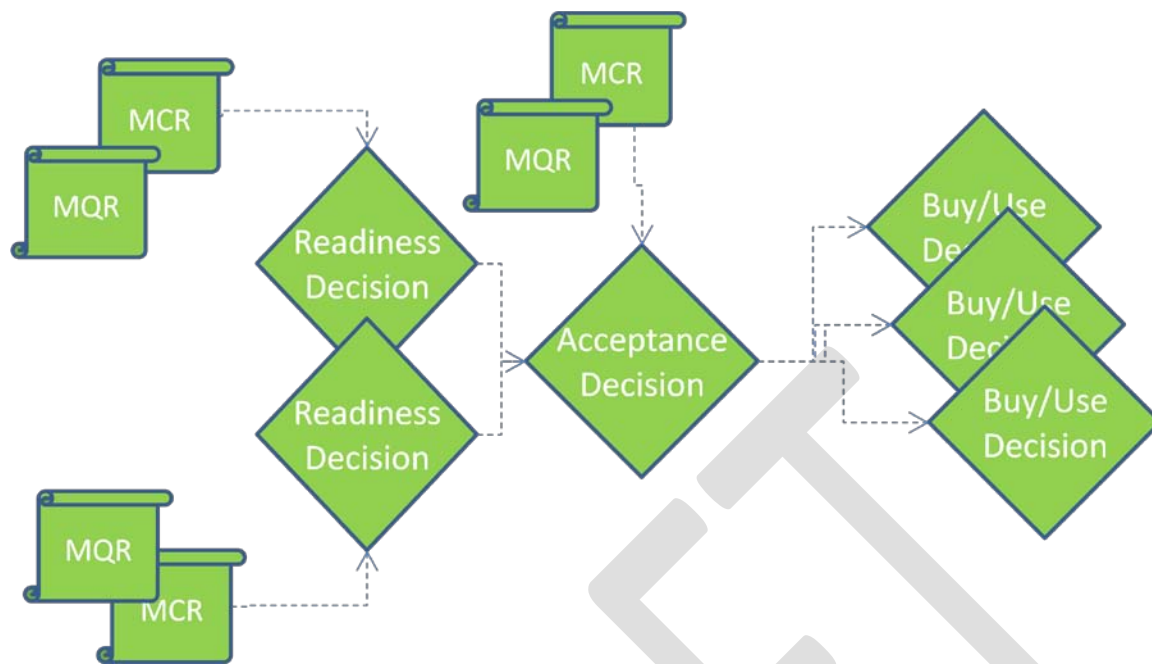 MCR
MQR
MCR
MQR
Readiness
Decision
Readiness
Decision
MQR
MCR
Acceptance
Decision
Buy/Use
Buy/Use
Buy/Use
Decision